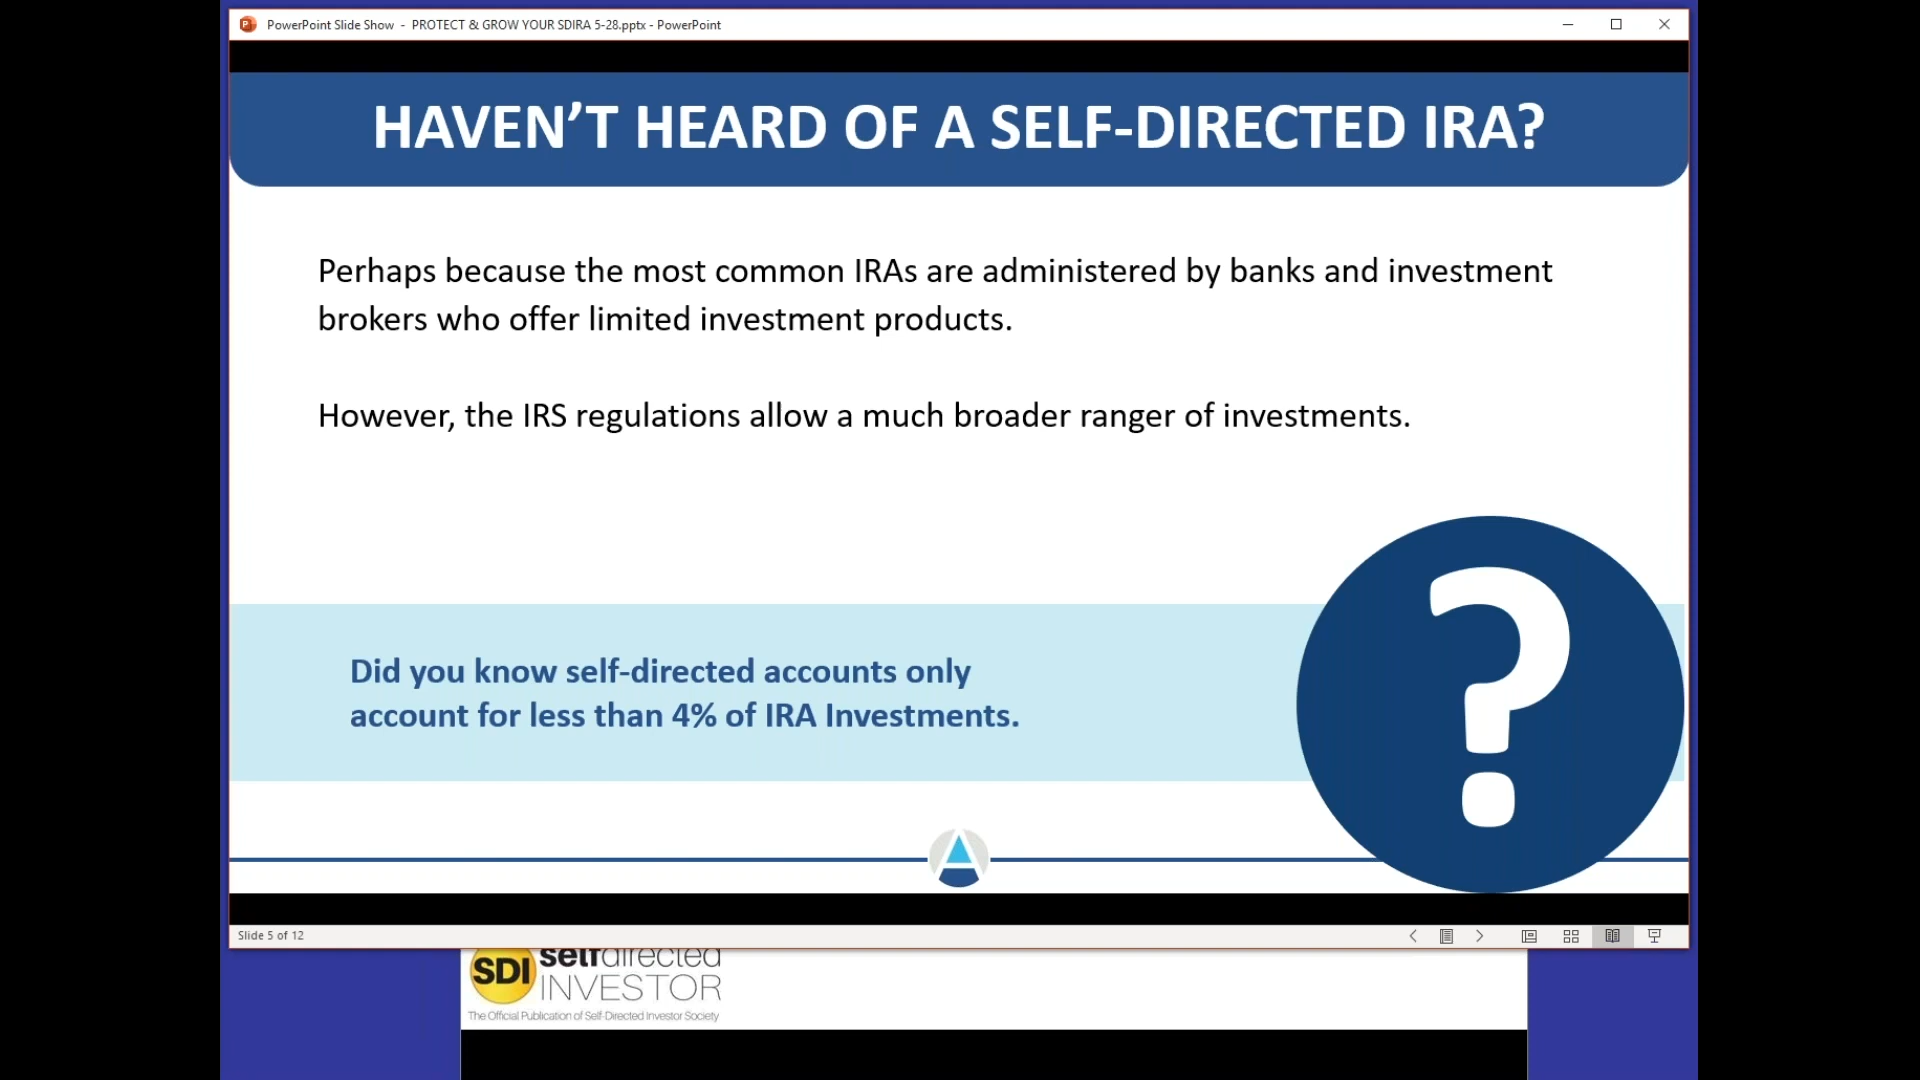 PowerPoint Slide Show - PROTECT & GROW YOUR SDIRA 5-28.pptx - PowerPoint
HAVEN’T HEARD OF A SELF-DIRECTED IRA?
Perhaps because the most common IRAs are administered by banks and investment
brokers who offer limited investment products.
However, the IRS regulations allow a much broader ranger of investments.
Did you know self-directed accounts only
account for less than 4% of IRA Investments.
?
A
Slide 5 of 12
SDI selfdirected
INVESTOR
The Official Publication of Self-Directed Investor Society